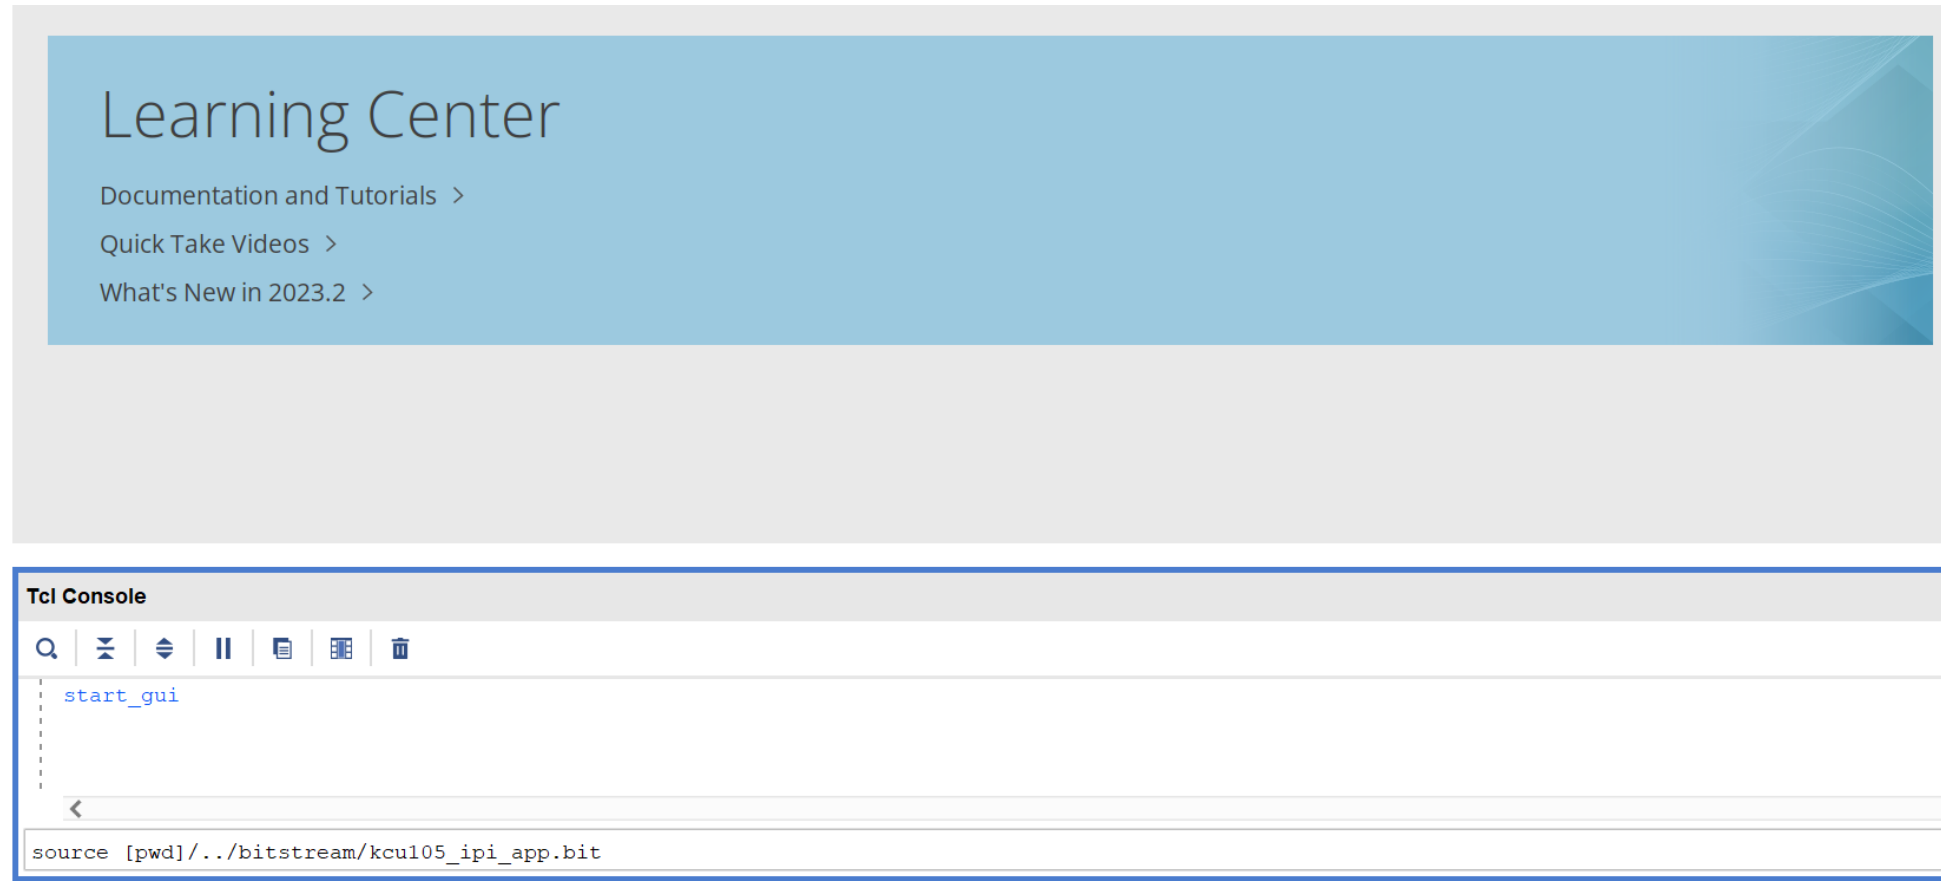 Learning Center
Documentation and Tutorials >
Quick Take Videos >
What's New in 2023.2 >
Tcl Console
start_gui
source [pwd]/../bitstream/kcu105_ipi_app.bit